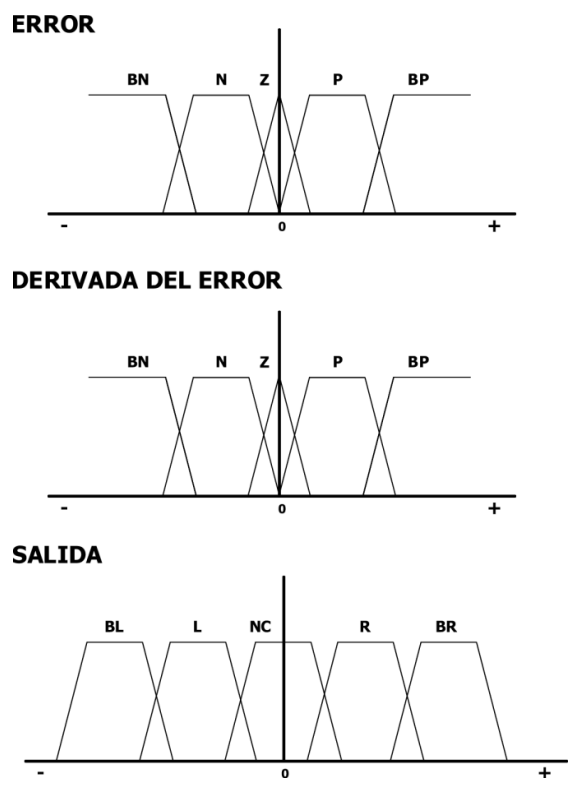 ERROR
BN N Z P BP
- 0 +
DERIVADA DEL ERROR
BN N Z P BP
- 0 +
SALIDA
BL L NC R BR
- 0 +